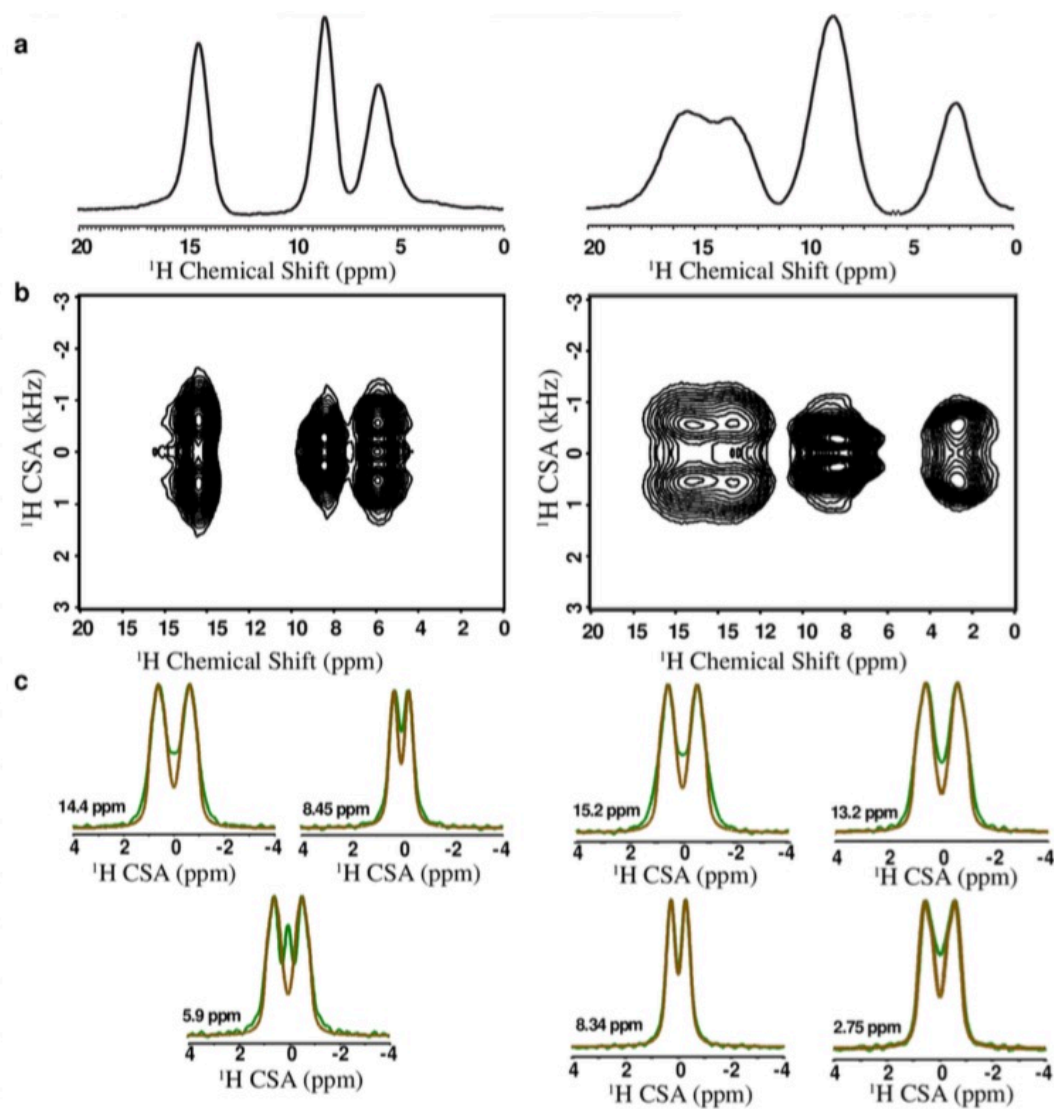 a
20 15 10 5 0
¹H Chemical Shift (ppm)
20 15 10 5 0
¹H Chemical Shift (ppm)
b
-3
-2
-1
0
1
2
3
¹H CSA (kHz)
20 15 15 12 10 8 6 2 0
¹H Chemical Shift (ppm)
-3
-2
-1
0
1
2
3
¹H CSA (kHz)
20 15 15 14 12 10 8 6 4 2 0
¹H Chemical Shift (ppm)
c
14.4 ppm
4 2 0 -2 -4
¹H CSA (ppm)
8.45 ppm
4 2 0 -2 -4
¹H CSA (ppm)
15.2 ppm
4 2 0 -2 -4
¹H CSA (ppm)
13.2 ppm
4 2 0 -2 -4
¹H CSA (ppm)
5.9 ppm
4 2 0 -2 -4
¹H CSA (ppm)
8.34 ppm
4 2 0 -2 -4
¹H CSA (ppm)
2.75 ppm
4 2 0 -2 -4
¹H CSA (ppm)